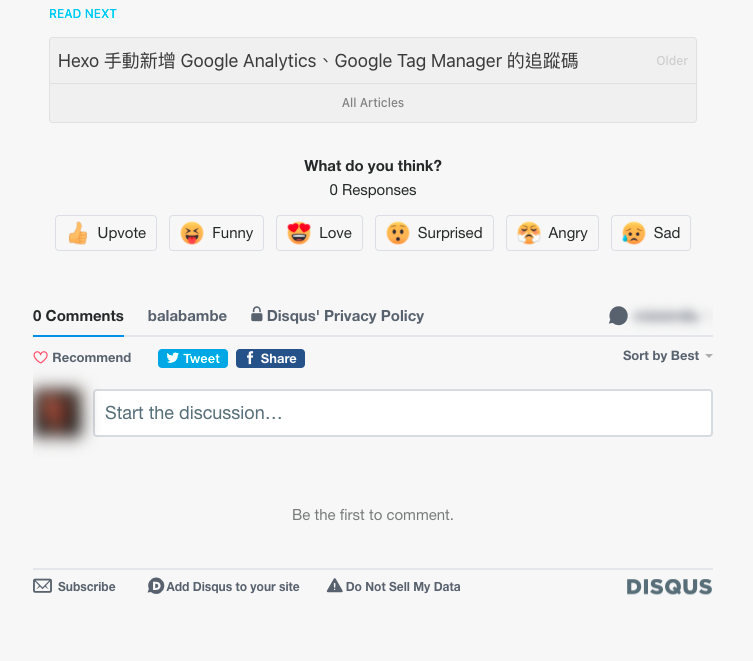 READ NEXT
Hexo 手動新增 Google Analytics、Google Tag Manager 的追蹤碼 Older
All Articles
What do you think?
0 Responses
Upvote Funny Love Surprised Angry Sad
0 Comments balabambe Disqus' Privacy Policy
Recommend Tweet Share Sort by Best
Start the discussion…
Be the first to comment.
Subscribe Add Disqus to your site Do Not Sell My Data DISQUS